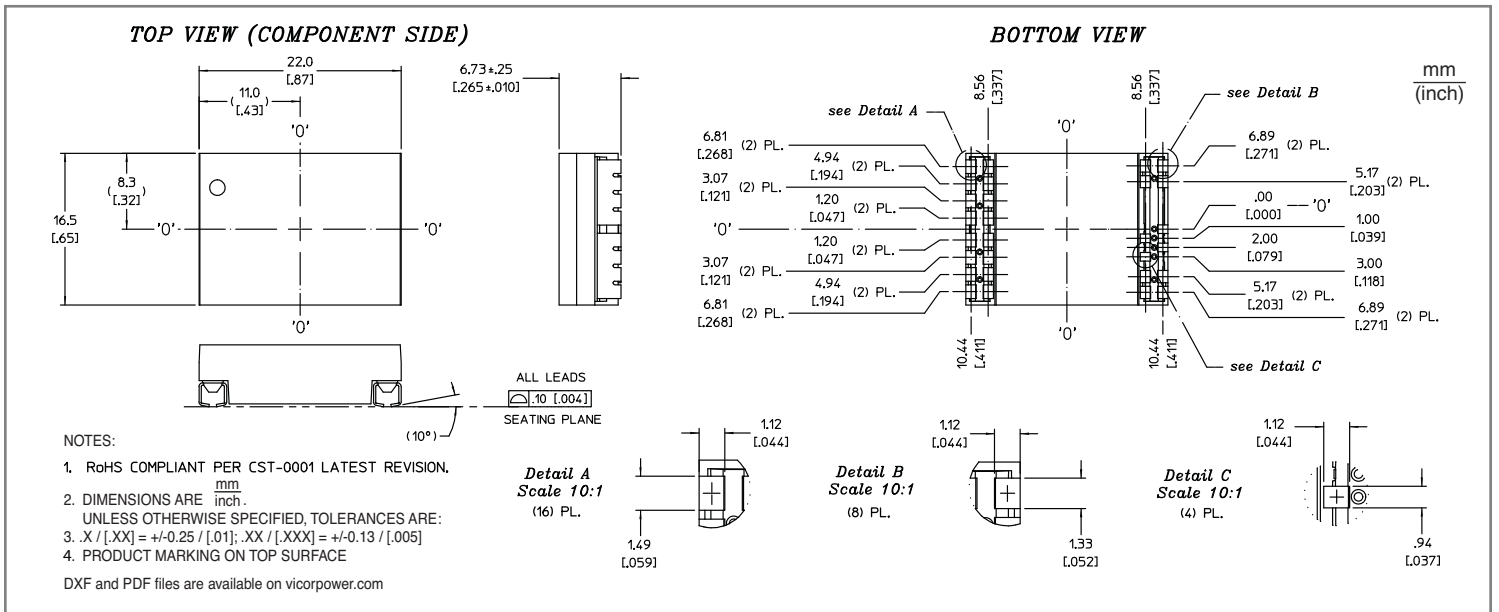 TOP VIEW (COMPONENT SIDE)
22.0
[.87]
(11.0)
[.43]
'0'
8.3
(.32)
16.5
[.65]
'0'
'0'
'0'
6.73±.25
[.265±.010]
BOTTOM VIEW
mm
(inch)
see Detail A
8.56
[.337]
'0'
8.56
[.337]
see Detail B
6.81
[.268] (2) PL.
4.94
[.194] (2) PL.
3.07
[.121] (2) PL.
1.20
[.047] (2) PL.
'0'
1.20
[.047] (2) PL.
3.07
[.121] (2) PL.
4.94
[.194] (2) PL.
6.81
[.268] (2) PL.
6.89
[.271] (2) PL.
5.17
[.203] (2) PL.
.00
[.000] '0'
1.00
[.039]
2.00
[.079]
3.00
[.118]
5.17
[.203] (2) PL.
6.89
[.271] (2) PL.
10.44
[.411]
'0'
10.44
[.411]
see Detail C
ALL LEADS
.10 [.004]
SEATING PLANE
(10°)
NOTES:
1. RoHS COMPLIANT PER CST-0001 LATEST REVISION.
2. DIMENSIONS ARE mm
inch.
UNLESS OTHERWISE SPECIFIED, TOLERANCES ARE:
3. .X / [.XX] = +/-0.25 / [.01]; .XX / [.XXX] = +/-0.13 / [.005]
4. PRODUCT MARKING ON TOP SURFACE
DXF and PDF files are available on vicorpower.com
Detail A
Scale 10:1
(16) PL.
1.12
[.044]
1.49
[.059]
Detail B
Scale 10:1
(8) PL.
1.12
[.044]
1.33
[.052]
Detail C
Scale 10:1
(4) PL.
1.12
[.044]
.94
[.037]